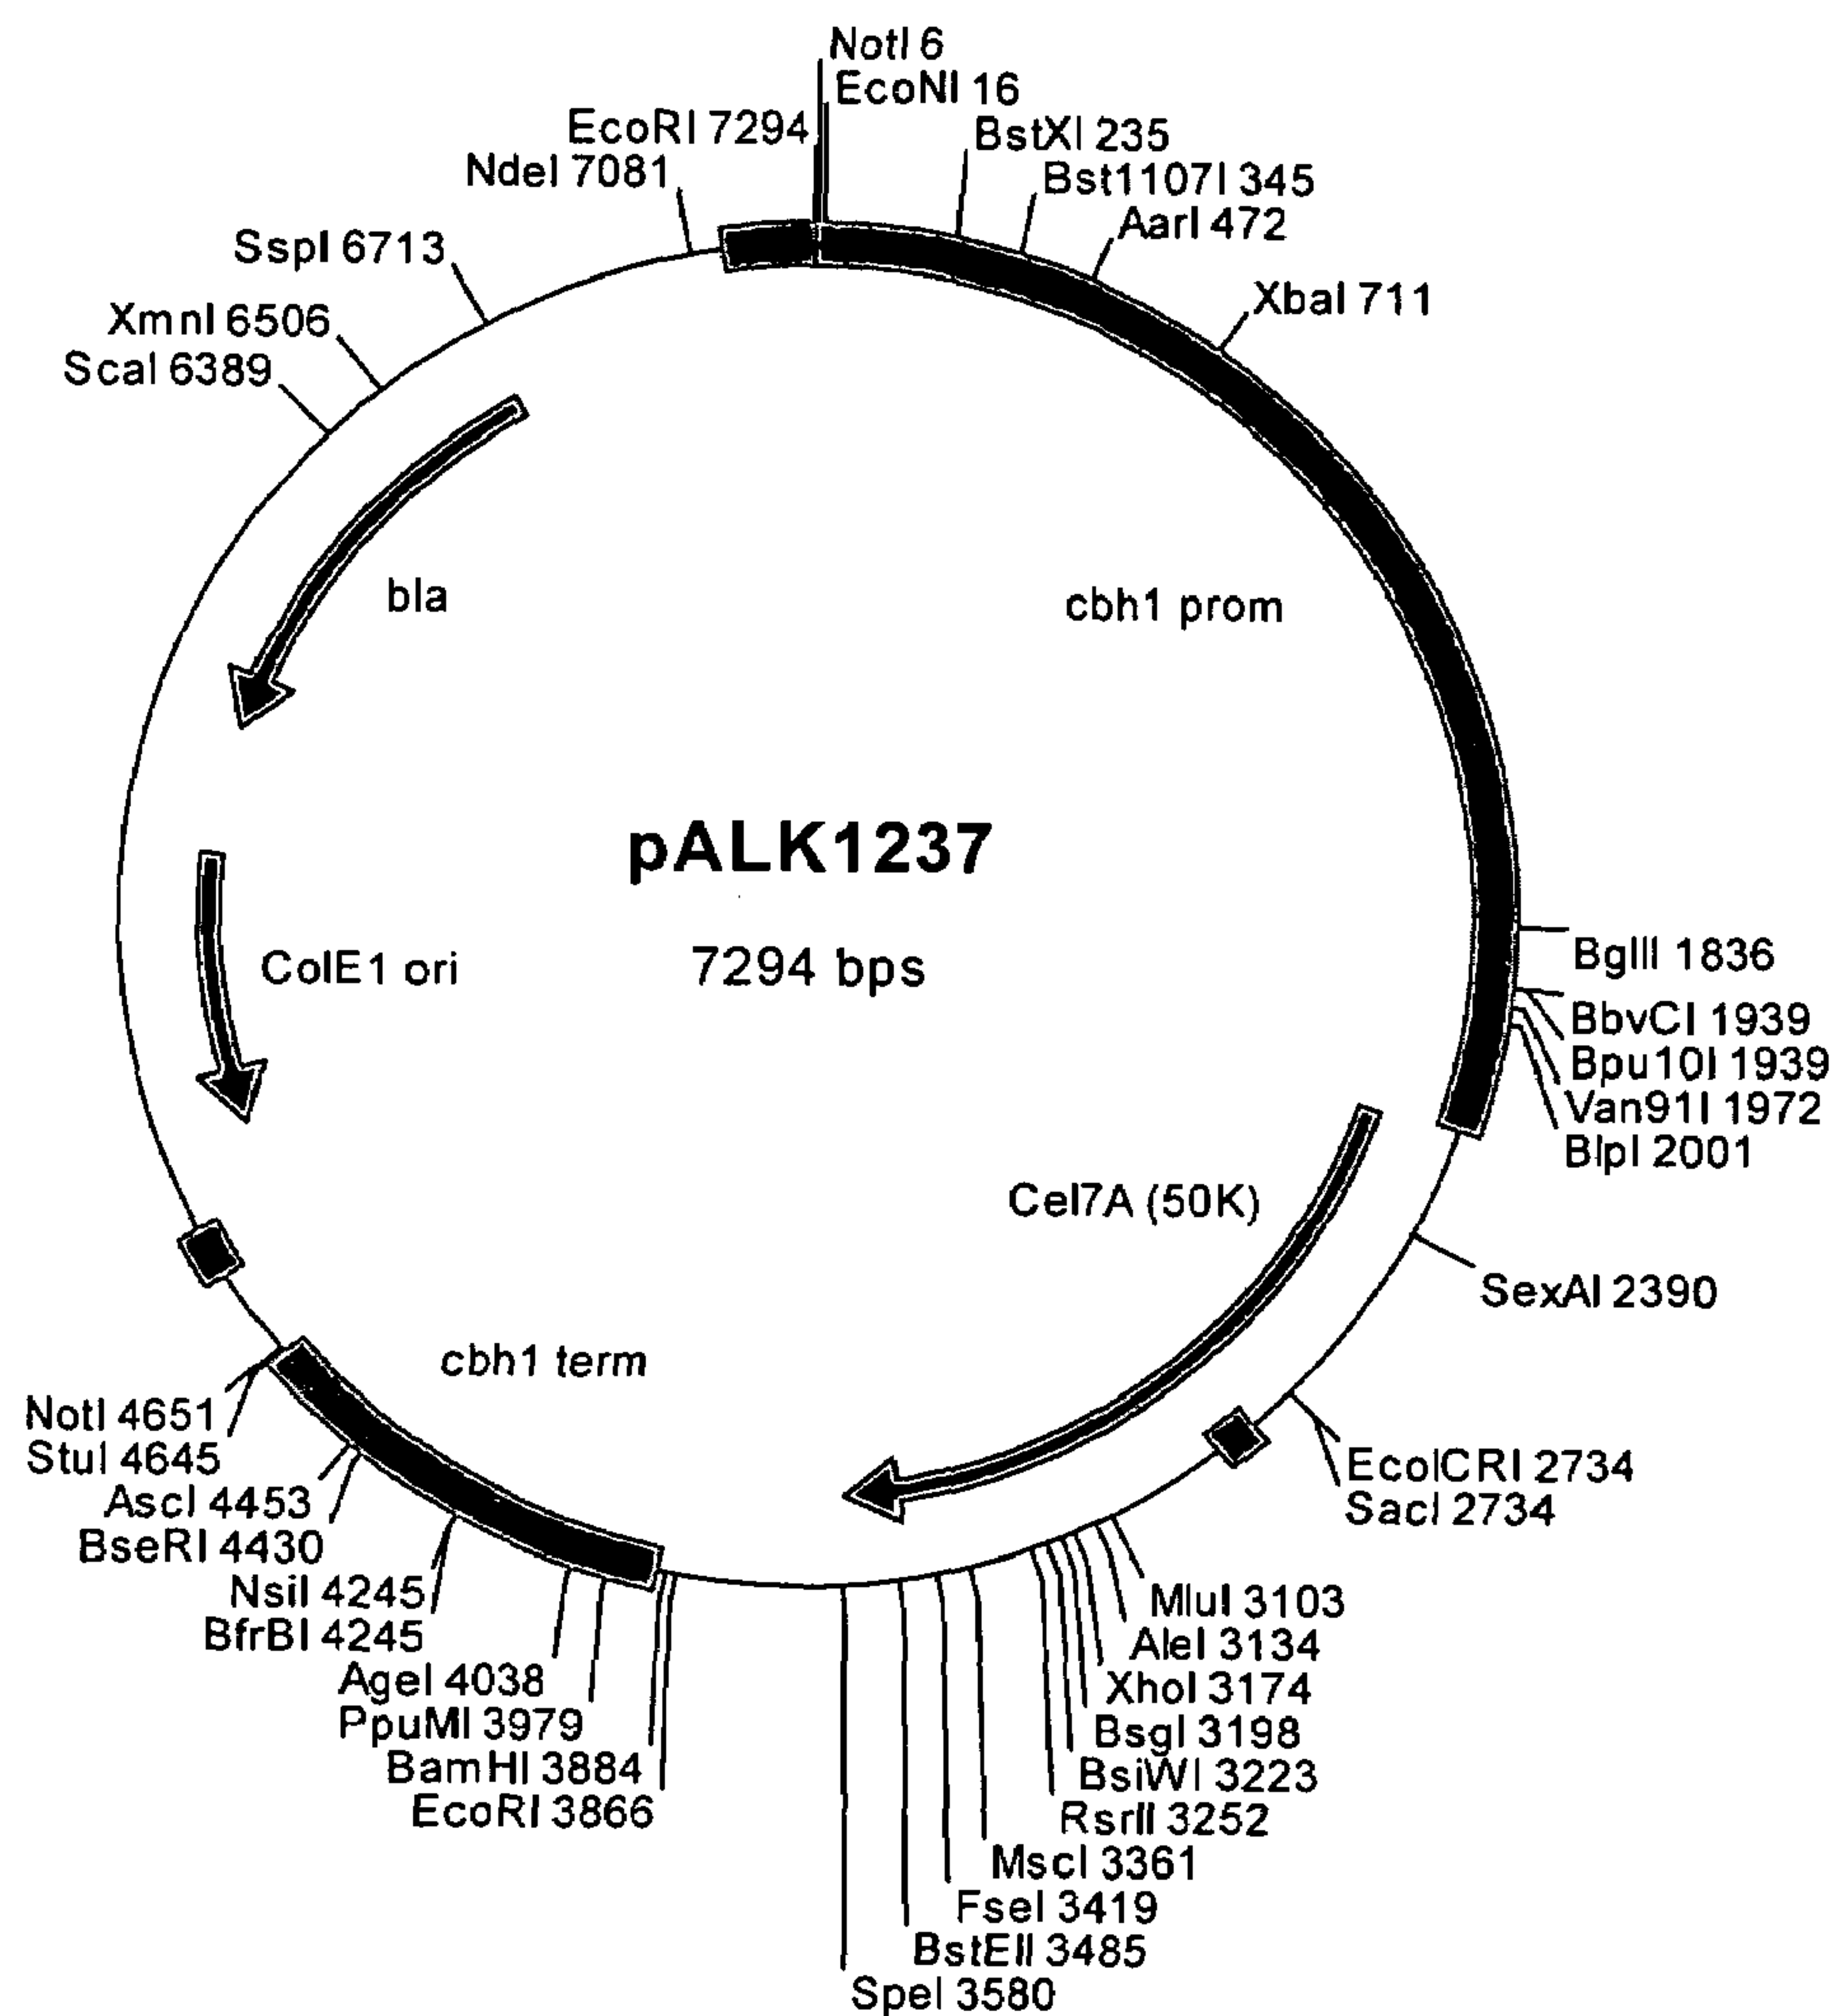 NotI 6
EcoNI 16
EcoRI 7294
BstXI 235
NdeI 7081
Bst1107I 345
AarI 472
SspI 6713
XbaI 711
XmnI 6506
ScaI 6389
bla
cbh1 prom
pALK1237
7294 bps
ColE1 ori
BglII 1836
BbvCI 1939
Bpu10I 1939
Van91I 1972
BlpI 2001
Cel7A (50K)
SexAI 2390
cbh1 term
NotI 4651
StuI 4645
AscI 4453
BseRI 4430
NsiI 4245
BfrBI 4245
AgeI 4038
PpuMI 3979
BamHI 3884
EcoRI 3866
EcoICRI 2734
SacI 2734
MluI 3103
AleI 3134
XhoI 3174
BsgI 3198
BsiWI 3223
RsrII 3252
MscI 3361
FseI 3419
BstEII 3485
SpeI 3580